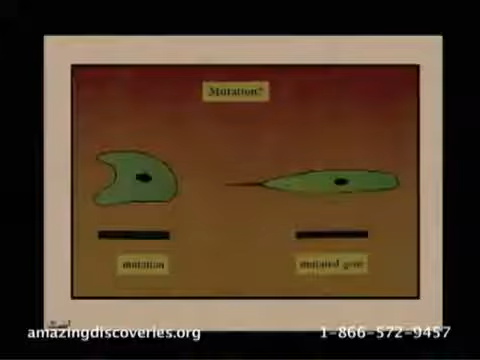 Mutation?
mutation
mutated gene
amazingdiscoveries.org
1-866-572-9457